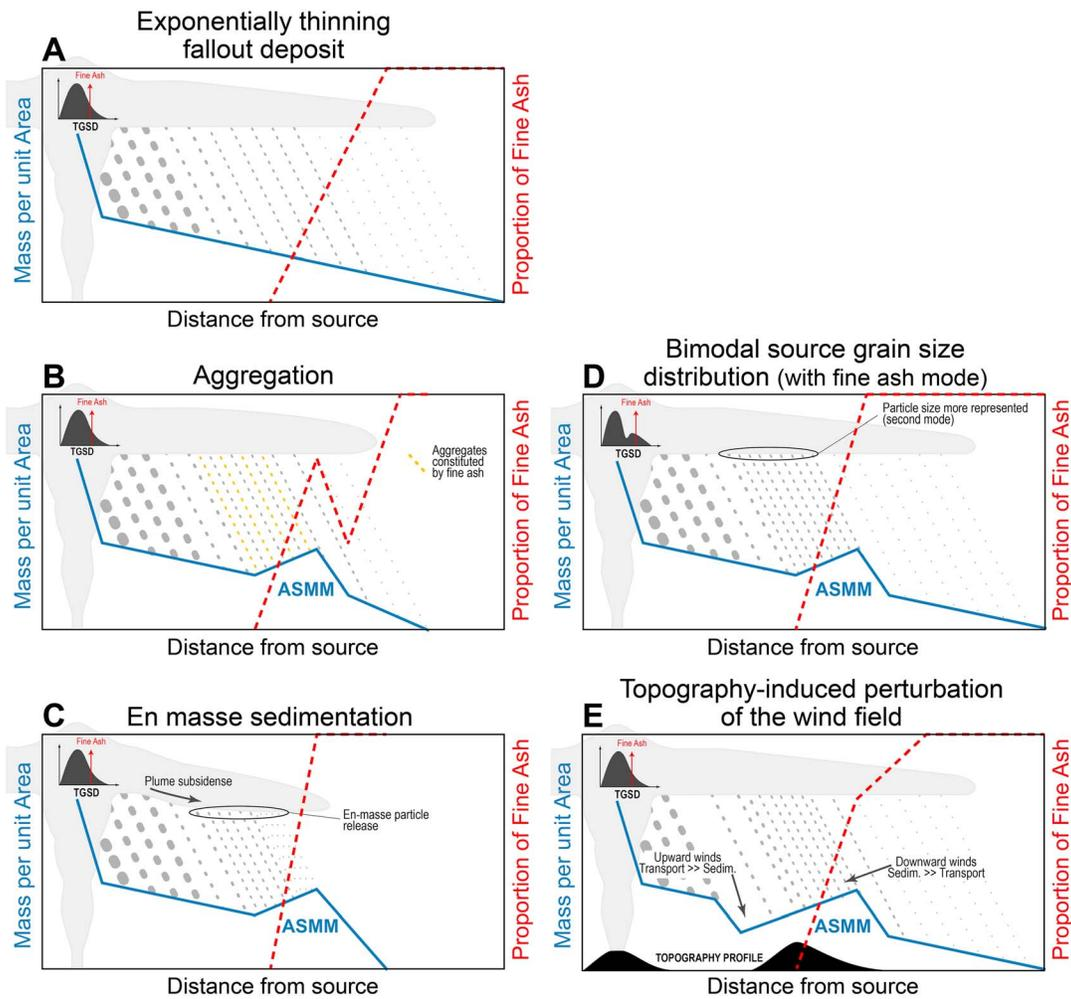 A
Exponentially thinning
fallout deposit
Fine Ash
TGSD
Mass per unit Area
Proportion of Fine Ash
Distance from source
B
Aggregation
Fine Ash
TGSD
Aggregates
constituted
by fine ash
ASMM
Mass per unit Area
Proportion of Fine Ash
Distance from source
C
En masse sedimentation
Fine Ash
TGSD
Plume subsidense
En-masse particle
release
ASMM
Mass per unit Area
Proportion of Fine Ash
Distance from source
D
Bimodal source grain size
distribution (with fine ash mode)
Fine Ash
TGSD
Particle size more represented
(second mode)
ASMM
Mass per unit Area
Proportion of Fine Ash
Distance from source
E
Topography-induced perturbation
of the wind field
Fine Ash
TGSD
Upward winds
Transport >> Sedim.
Downward winds
Sedim. >> Transport
ASMM
TOPOGRAPHY PROFILE
Mass per unit Area
Proportion of Fine Ash
Distance from source